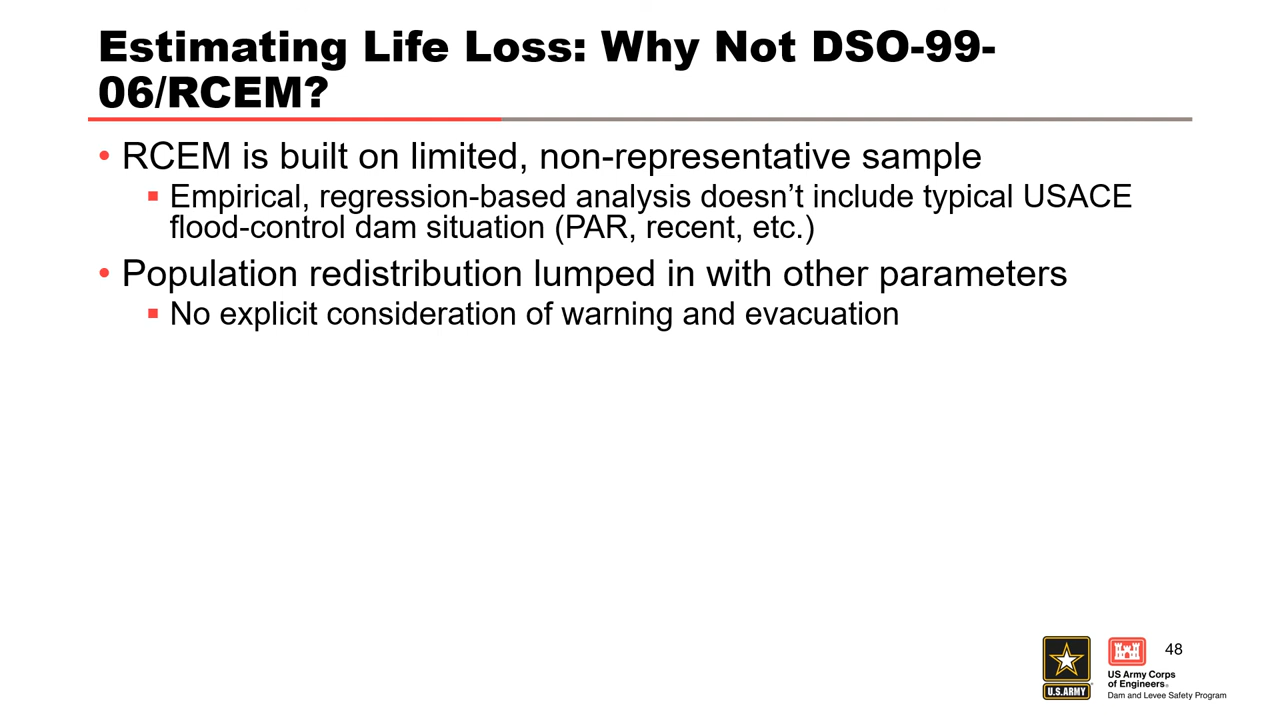 Estimating Life Loss: Why Not DSO-99-
06/RCEM?
• RCEM is built on limited, non-representative sample
▪ Empirical, regression-based analysis doesn’t include typical USACE
flood-control dam situation (PAR, recent, etc.)
• Population redistribution lumped in with other parameters
▪ No explicit consideration of warning and evacuation
48
U.S.ARMY
US Army Corps
of Engineers®
Dam and Levee Safety Program